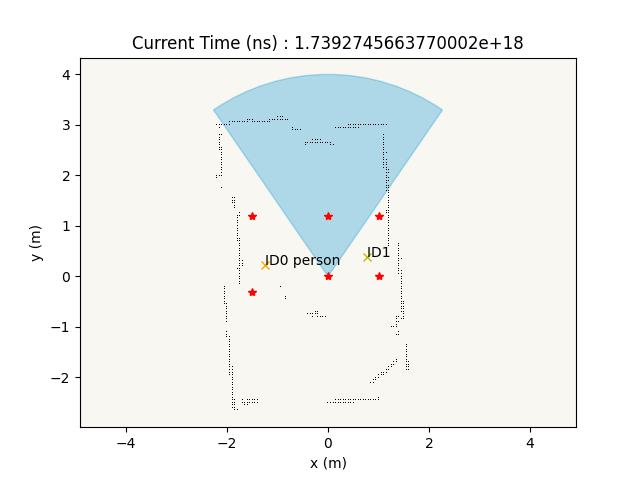 Current Time (ns) : 1.7392745663770002e+18
4
3
2
1
ID1
ID0 person
0
−1
−2
−4
−2
0
2
4
y (m)
x (m)